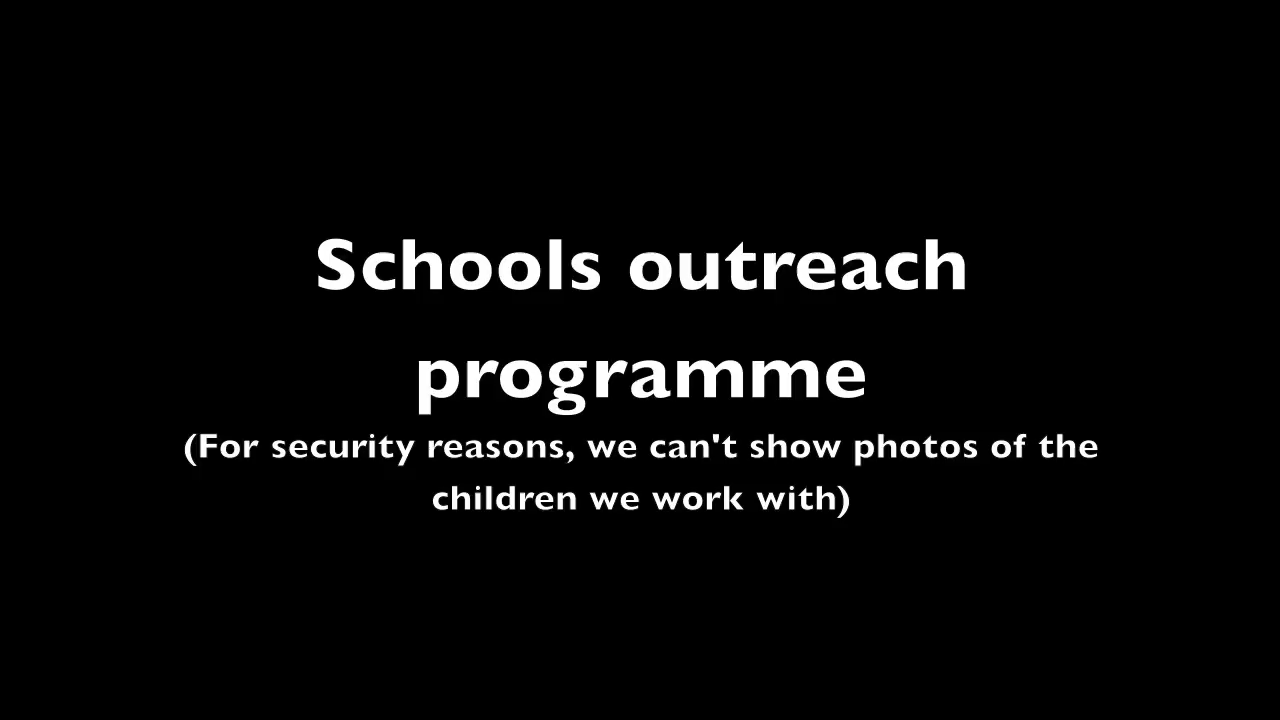 Schools outreach
programme
(For security reasons, we can't show photos of the
children we work with)